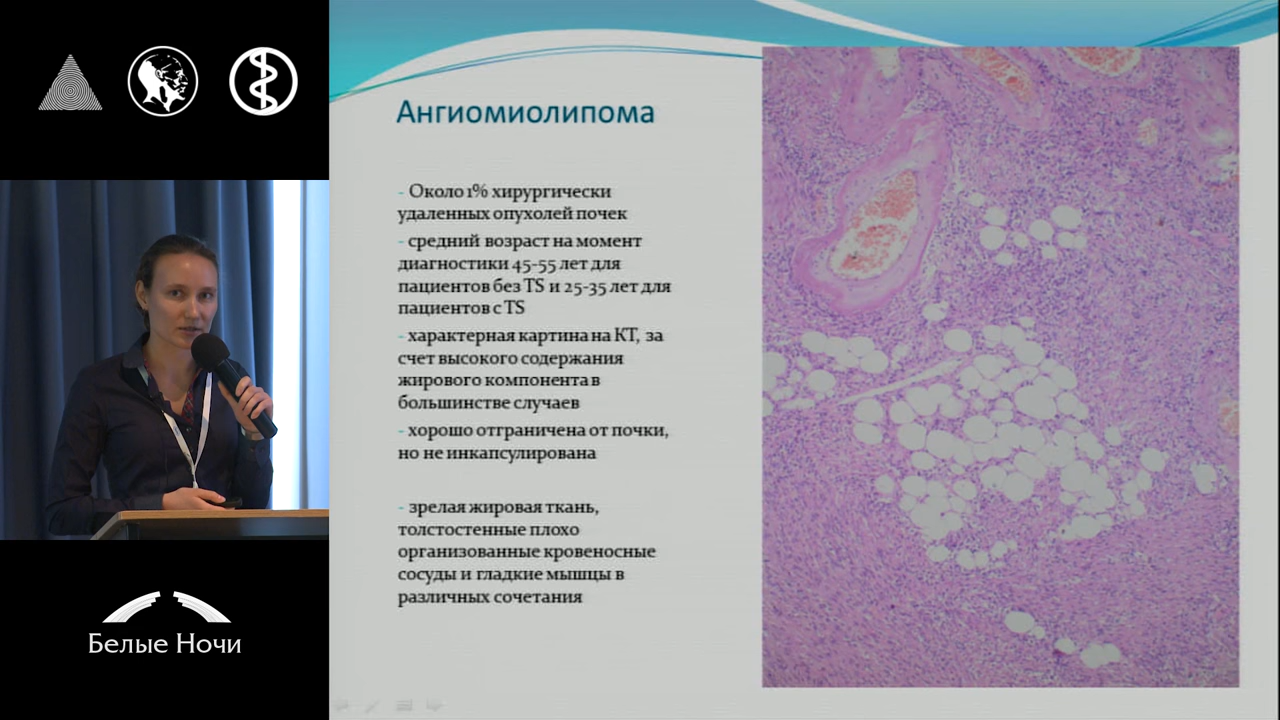 Ангиомиолипома
- Около 1% хирургически
удаленных опухолей почек
- средний возраст на момент
диагностики 45-55 лет для
пациентов без TS и 25-35 лет для
пациентов с TS
- характерная картина на КТ, за
счет высокого содержания
жирового компонента в
большинстве случаев
- хорошо отграничена от почки,
но не инкапсулирована
- зрелая жировая ткань,
толстостенные плохо
организованные кровеносные
сосуды и гладкие мышцы в
различных сочетания
Белые Ночи